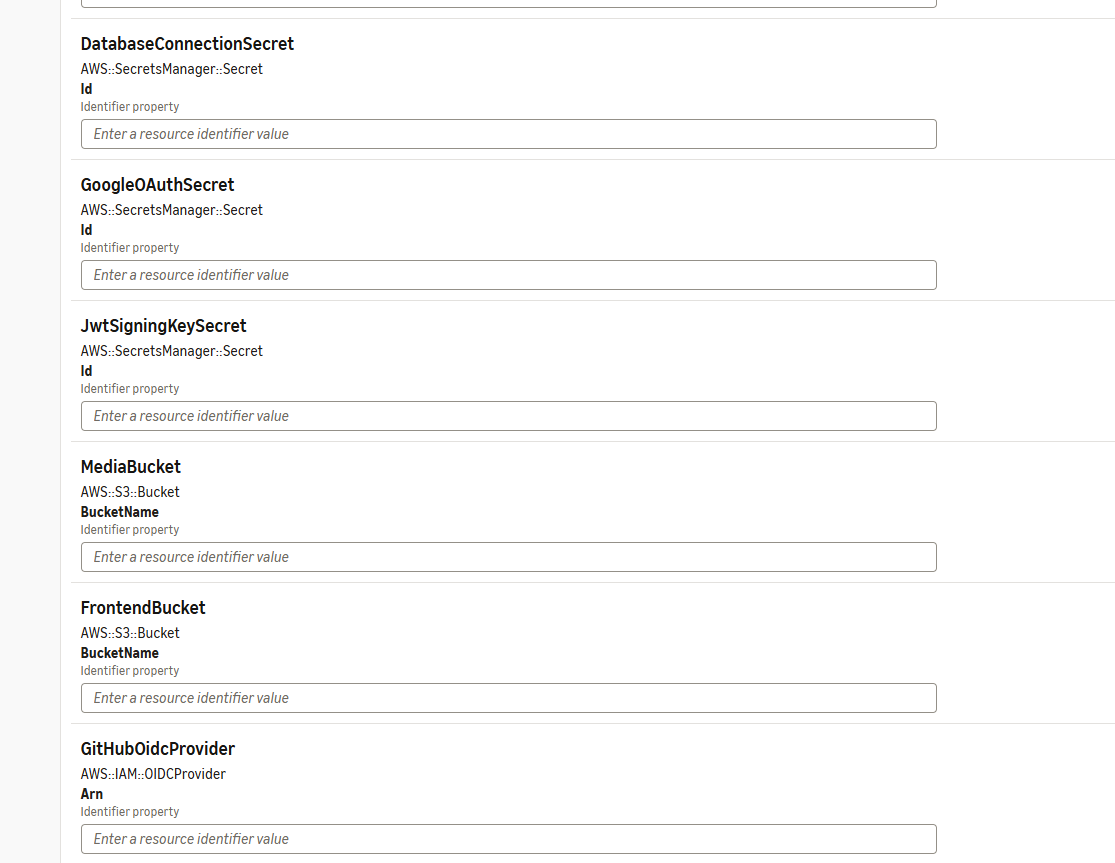 DatabaseConnectionSecret
AWS::SecretsManager::Secret
Id
Identifier property
Enter a resource identifier value
GoogleOAuthSecret
AWS::SecretsManager::Secret
Id
Identifier property
Enter a resource identifier value
JwtSigningKeySecret
AWS::SecretsManager::Secret
Id
Identifier property
Enter a resource identifier value
MediaBucket
AWS::S3::Bucket
BucketName
Identifier property
Enter a resource identifier value
FrontendBucket
AWS::S3::Bucket
BucketName
Identifier property
Enter a resource identifier value
GitHubOidcProvider
AWS::IAM::OIDCProvider
Arn
Identifier property
Enter a resource identifier value